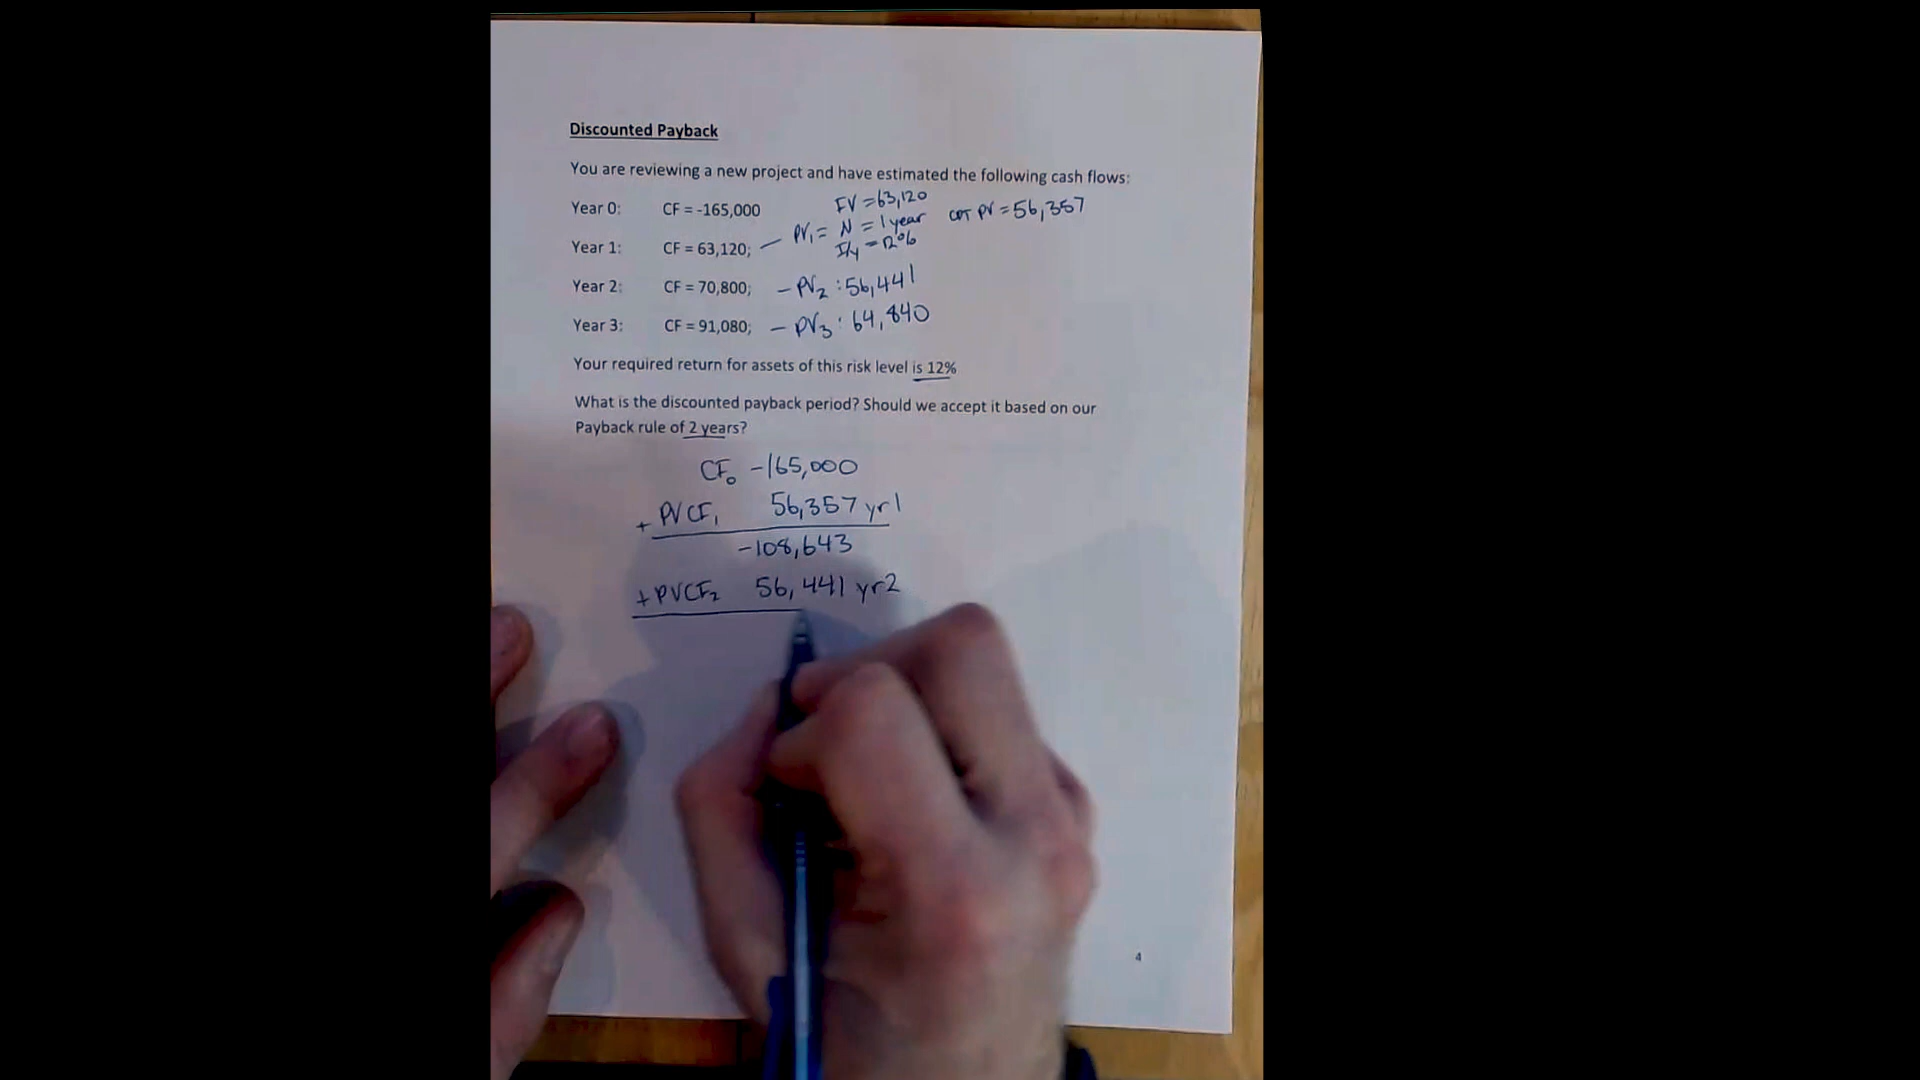 Discounted Payback
You are reviewing a new project and have estimated the following cash flows:
Year 0: CF = -165,000
FV = 63,120
Year 1: CF = 63,120; — PV₁ = N = 1 year CPT PV = 56,357
I/y = 12%
Year 2: CF = 70,800; — PV₂ : 56,441
Year 3: CF = 91,080; — PV₃ : 64,840
Your required return for assets of this risk level is 12%
What is the discounted payback period? Should we accept it based on our
Payback rule of 2 years?
CF₀ -165,000
+ PVCF₁ 56,357 yr1
-108,643
+ PVCF₂ 56,441 yr2
4